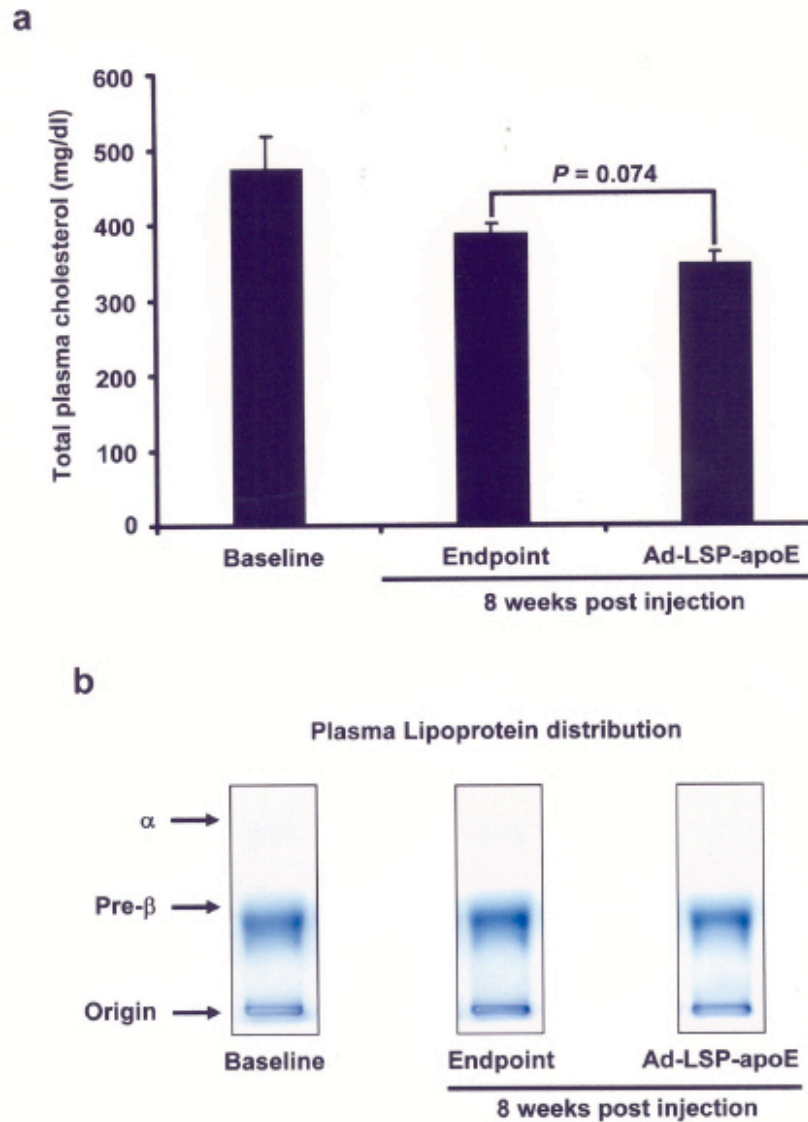 a
Total plasma cholesterol (mg/dl)
600
500
400
300
200
100
0
P = 0.074
Baseline
Endpoint
Ad-LSP-apoE
8 weeks post injection
b
Plasma Lipoprotein distribution
α
Pre-β
Origin
Baseline
Endpoint
Ad-LSP-apoE
8 weeks post injection